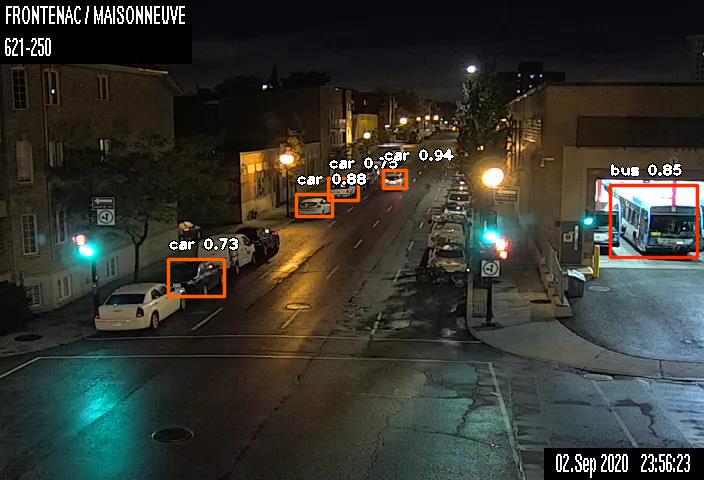 FRONTENAC / MAISONNEUVE
621-250
car 0.75
car 0.94
car 0.88
bus 0.85
car 0.73
02.Sep 2020 23:56:23